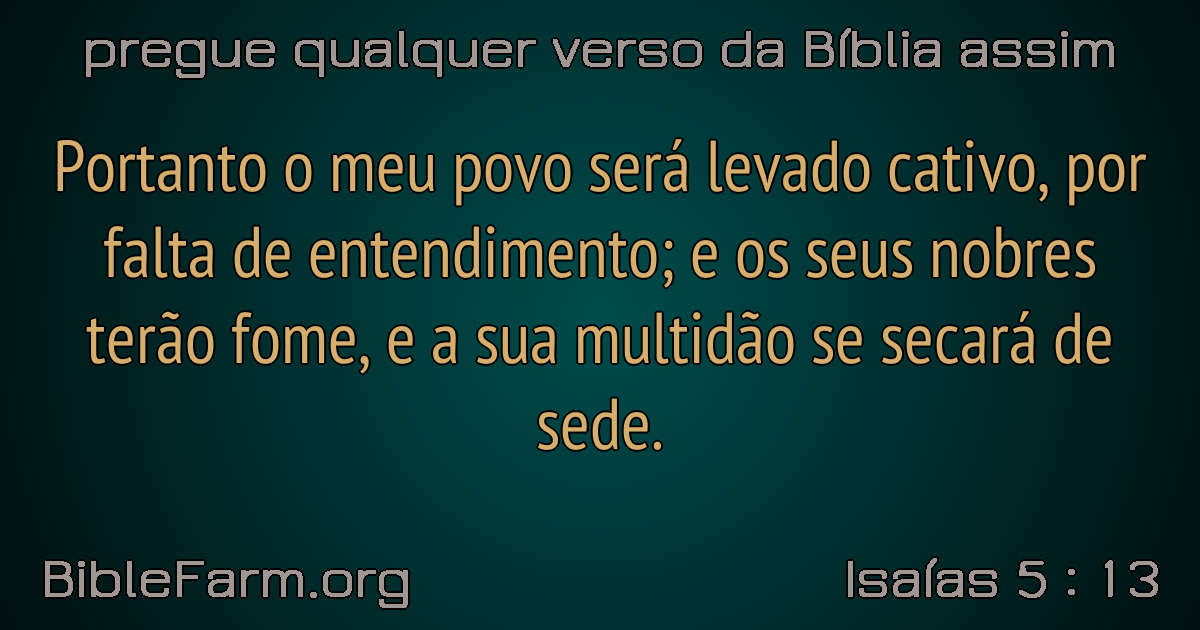 pregue qualquer verso da Bíblia assim
Portanto o meu povo será levado cativo, por
falta de entendimento; e os seus nobres
terão fome, e a sua multidão se secará de
sede.
BibleFarm.org
Isaías 5 : 13